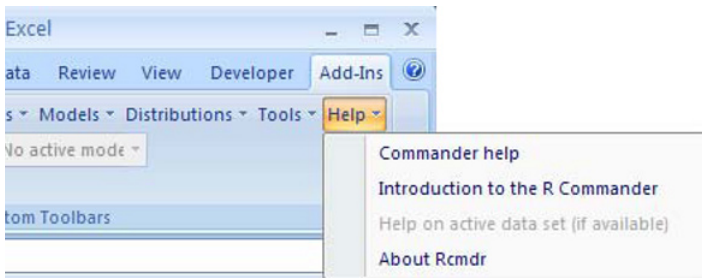 Excel
ata Review View Developer Add-Ins
s Models Distributions Tools Help
No active mode
tom Toolbars
Commander help
Introduction to the R Commander
Help on active data set (if available)
About Rcmdr